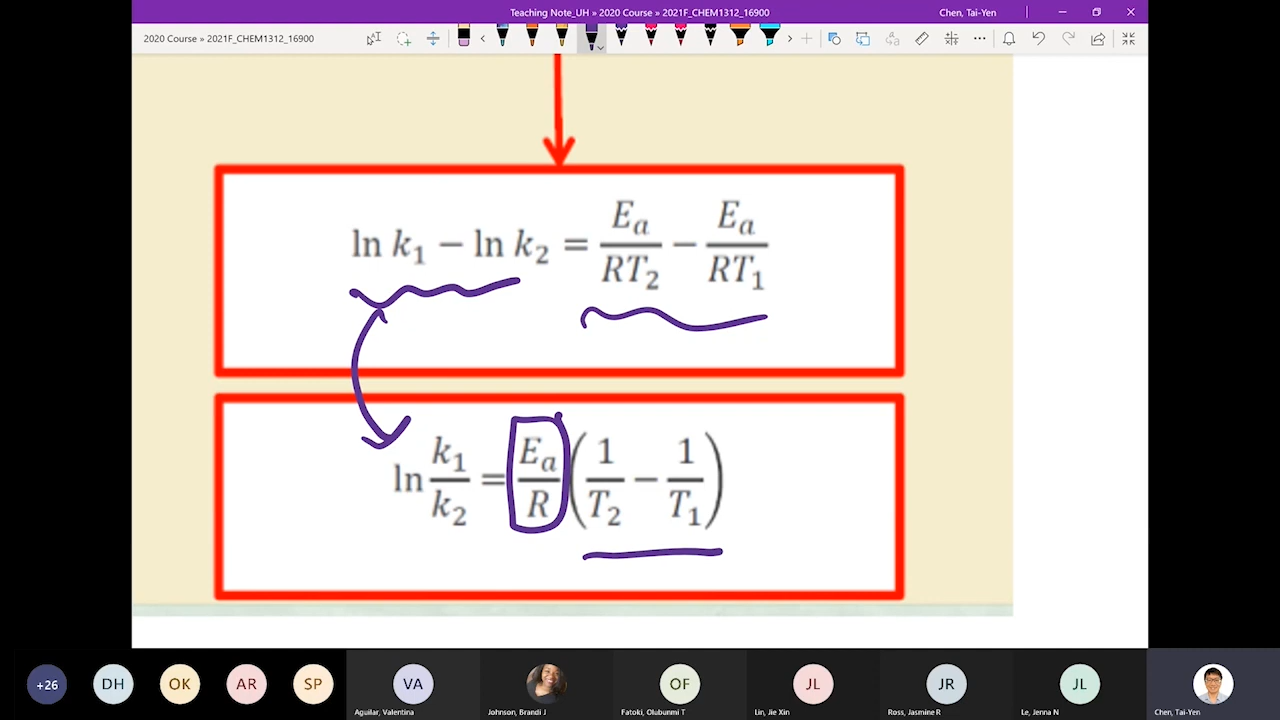 Teaching Note_UH » 2020 Course » 2021F_CHEM1312_16900
Chen, Tai-Yen
2020 Course » 2021F_CHEM1312_16900
ln k₁ − ln k₂ = Eₐ/RT₂ − Eₐ/RT₁
ln k₁/k₂ = Eₐ/R (1/T₂ − 1/T₁)
+26 DH OK AR SP VA OF JL JR JL
Aguilar, Valentina Johnson, Brandi J Fatoki, Olubunmi T Lin, Jie Xin Ross, Jasmine R Le, Jenna N Chen, Tai-Yen